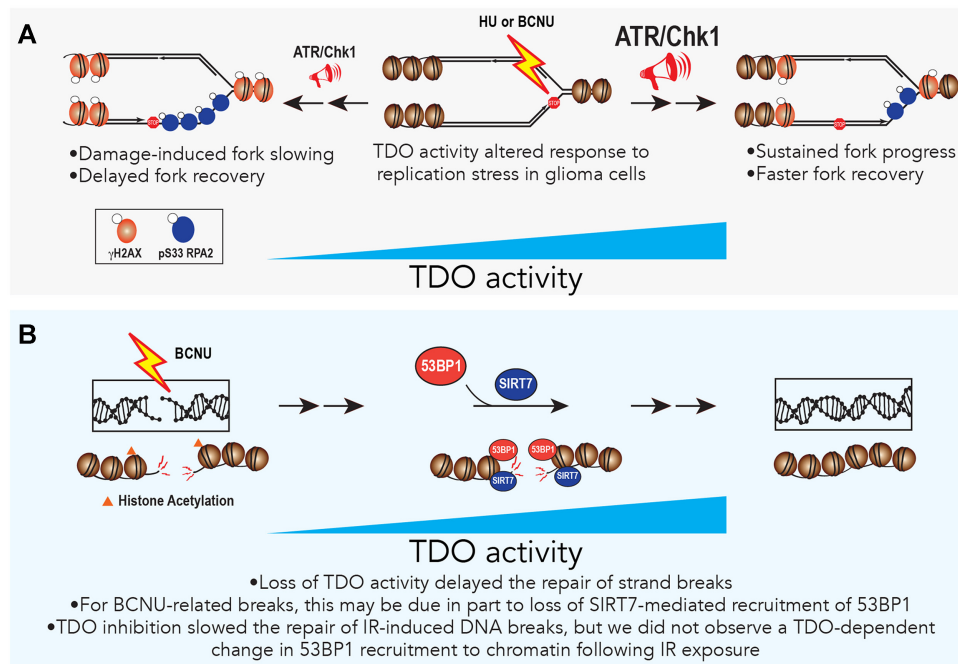 A
HU or BCNU
ATR/Chk1
ATR/Chk1
STOP
STOP
•Damage-induced fork slowing
•Delayed fork recovery
TDO activity altered response to
replication stress in glioma cells
•Sustained fork progress
•Faster fork recovery
γH2AX
pS33 RPA2
TDO activity
B
BCNU
53BP1
SIRT7
53BP1
53BP1
SIRT7
SIRT7
Histone Acetylation
TDO activity
•Loss of TDO activity delayed the repair of strand breaks
•For BCNU-related breaks, this may be due in part to loss of SIRT7-mediated recruitment of 53BP1
•TDO inhibition slowed the repair of IR-induced DNA breaks, but we did not observe a TDO-dependent
change in 53BP1 recruitment to chromatin following IR exposure